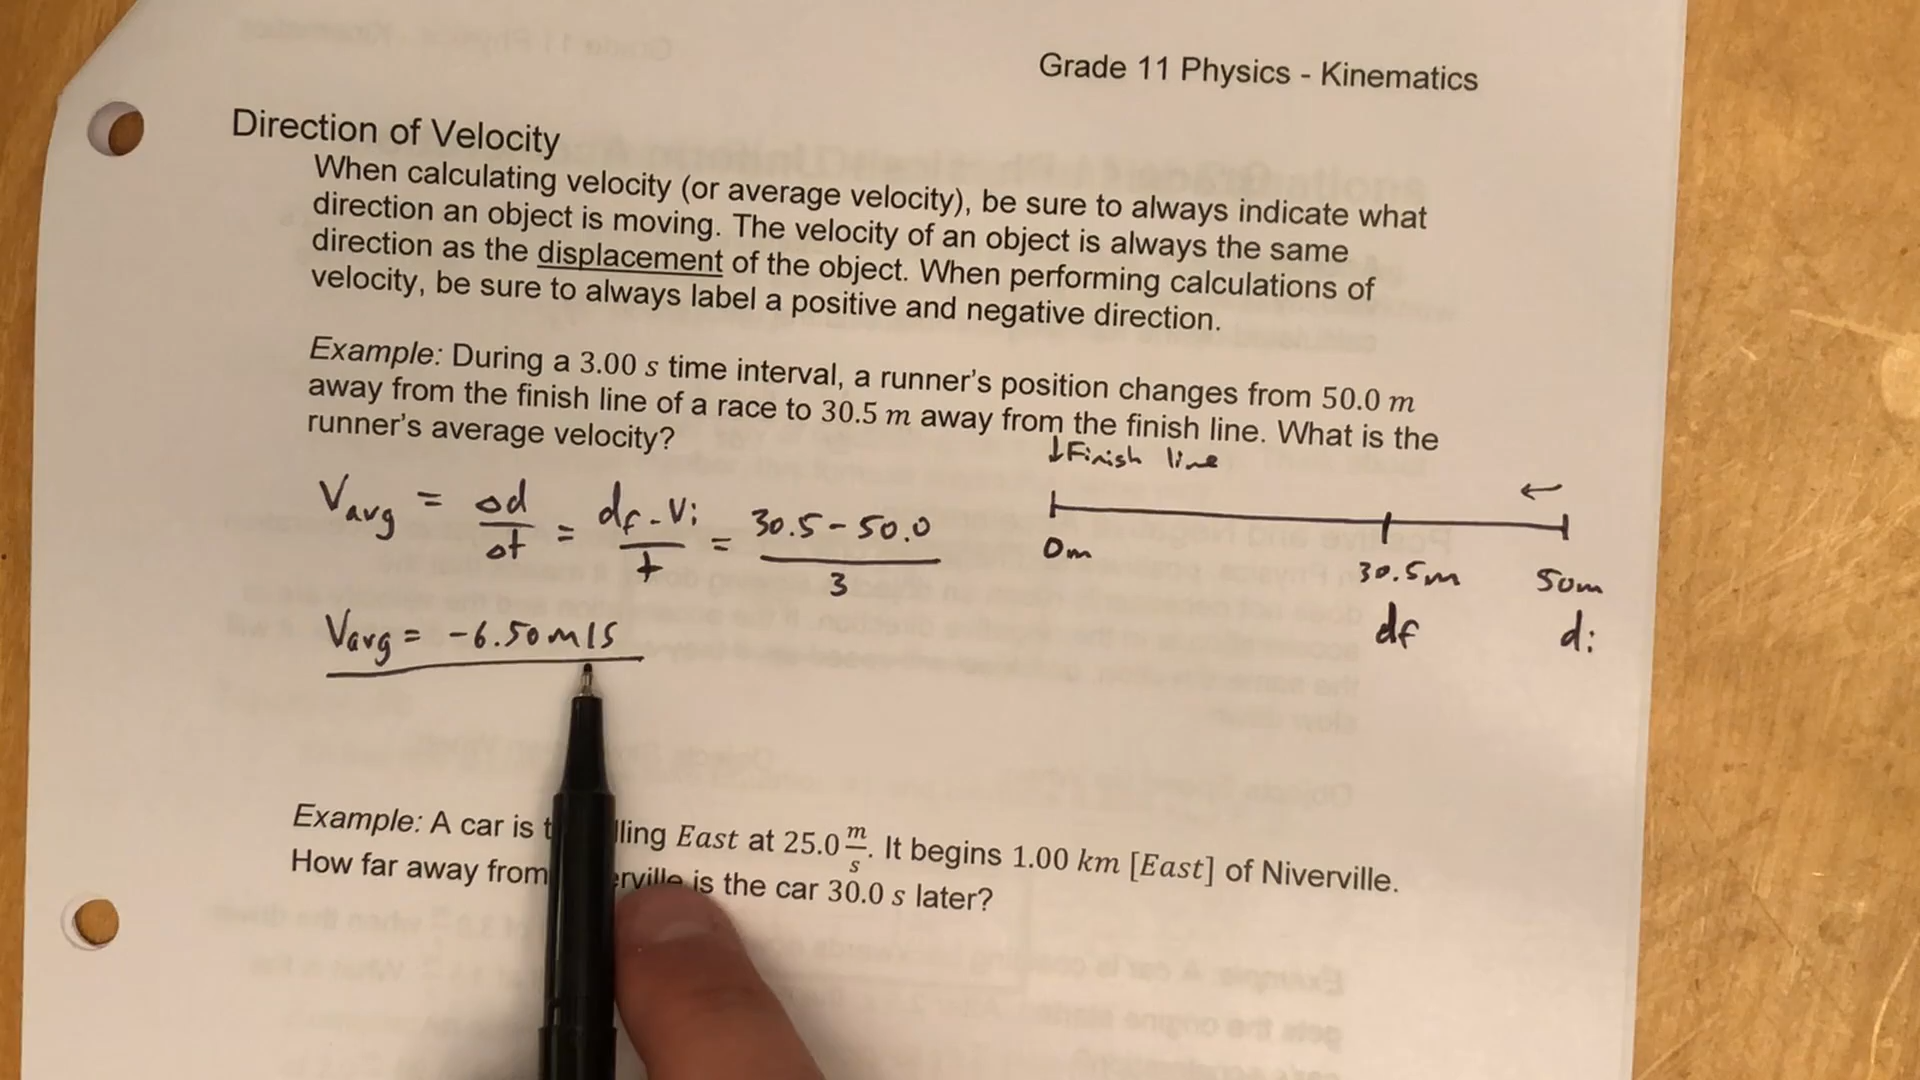 Grade 11 Physics - Kinematics
Direction of Velocity
When calculating velocity (or average velocity), be sure to always indicate what
direction an object is moving. The velocity of an object is always the same
direction as the displacement of the object. When performing calculations of
velocity, be sure to always label a positive and negative direction.
Example: During a 3.00 s time interval, a runner's position changes from 50.0 m
away from the finish line of a race to 30.5 m away from the finish line. What is the
runner's average velocity?
↓Finish line
←
Vavg = Δd/Δt = df - Vi/t = 30.5 - 50.0/3
0m 30.5m 50m
df di
Vavg = -6.50 m/s
Example: A car is t lling East at 25.0 m/s. It begins 1.00 km [East] of Niverville.
How far away from erville is the car 30.0 s later?